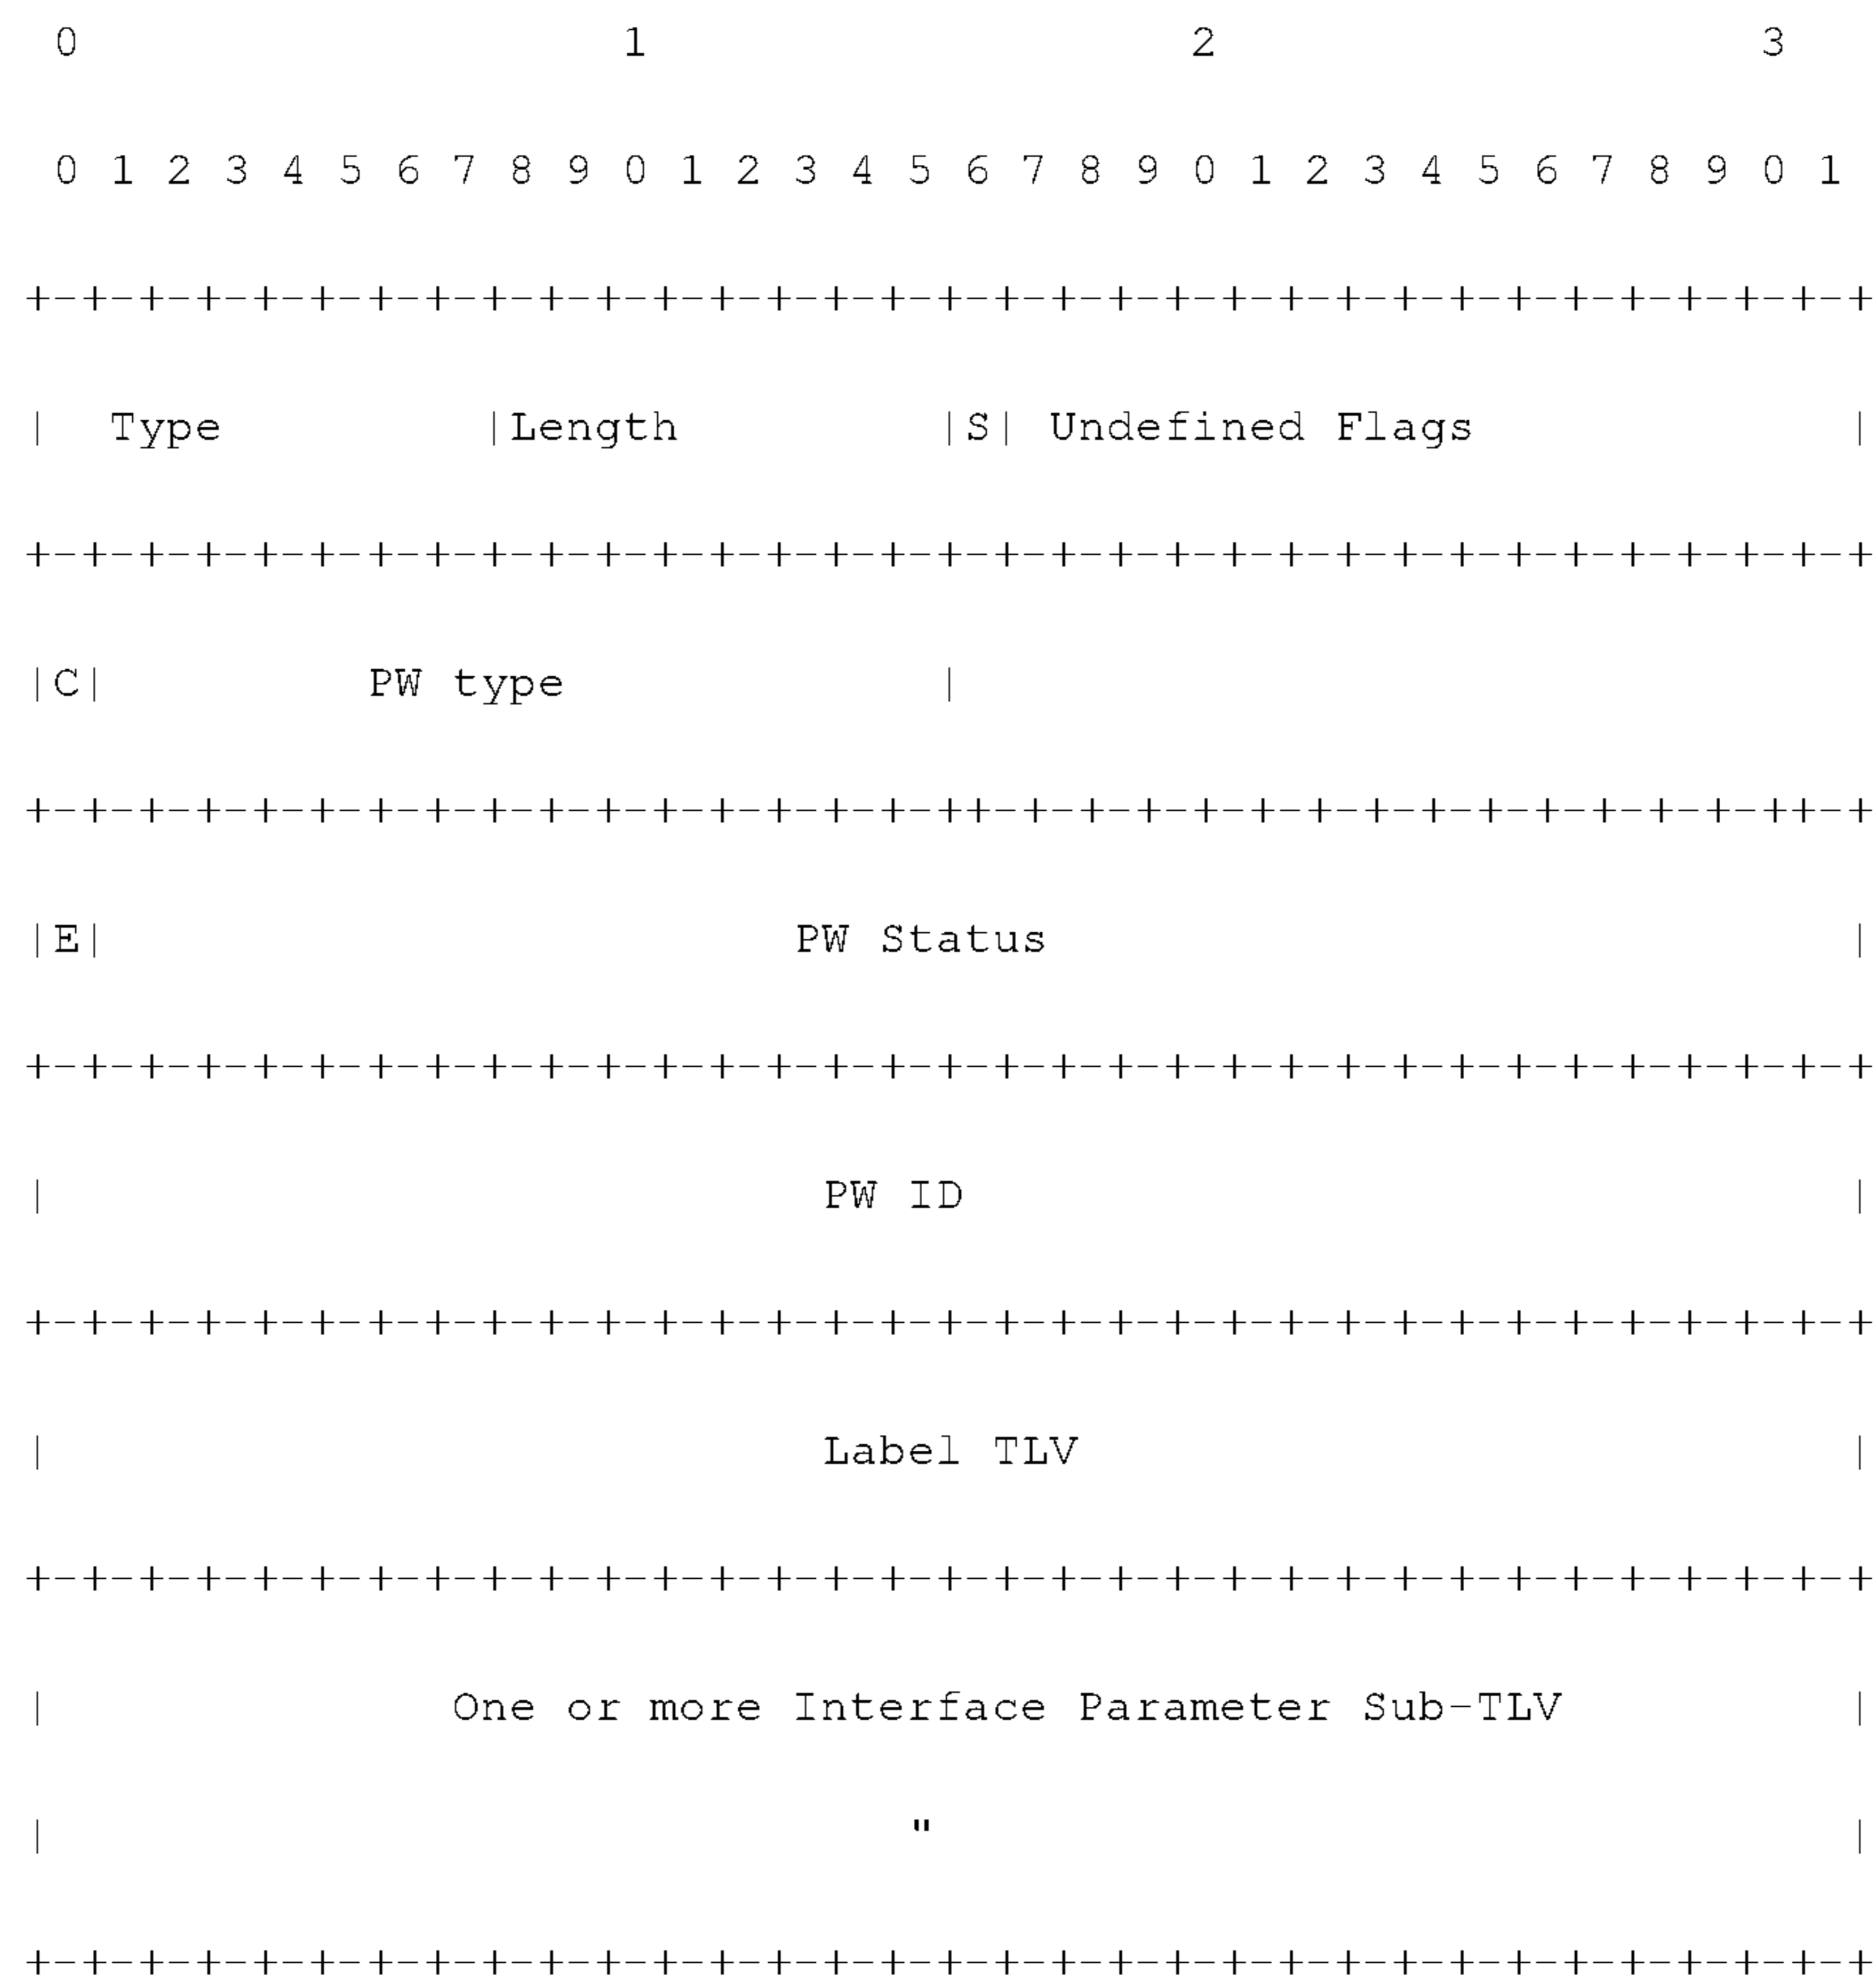 0                   1                   2                   3
 0 1 2 3 4 5 6 7 8 9 0 1 2 3 4 5 6 7 8 9 0 1 2 3 4 5 6 7 8 9 0 1
+-+-+-+-+-+-+-+-+-+-+-+-+-+-+-+-+-+-+-+-+-+-+-+-+-+-+-+-+-+-+-+-+
|  Type         |Length         |S| Undefined Flags             |
+-+-+-+-+-+-+-+-+-+-+-+-+-+-+-+-+-+-+-+-+-+-+-+-+-+-+-+-+-+-+-+-+
|C|         PW type             |
+-+-+-+-+-+-+-+-+-+-+-+-+-+-+-+-++-+-+-+-+-+-+-+-+-+-+-+-+-+-++-+
|E|                        PW Status                            |
+-+-+-+-+-+-+-+-+-+-+-+-+-+-+-+-+-+-+-+-+-+-+-+-+-+-+-+-+-+-+-+-+
|                           PW ID                               |
+-+-+-+-+-+-+-+-+-+-+-+-+-+-+-+-+-+-+-+-+-+-+-+-+-+-+-+-+-+-+-+-+
|                           Label TLV                           |
+-+-+-+-+-+-+-+-+-+-+-+-+-+-+-+-+-+-+-+-+-+-+-+-+-+-+-+-+-+-+-+-+
|              One or more Interface Parameter Sub-TLV          |
|                              "                                |
+-+-+-+-+-+-+-+-+-+-+-+-+-+-+-+-+-+-+-+-+-+-+-+-+-+-+-+-+-+-+-+-+